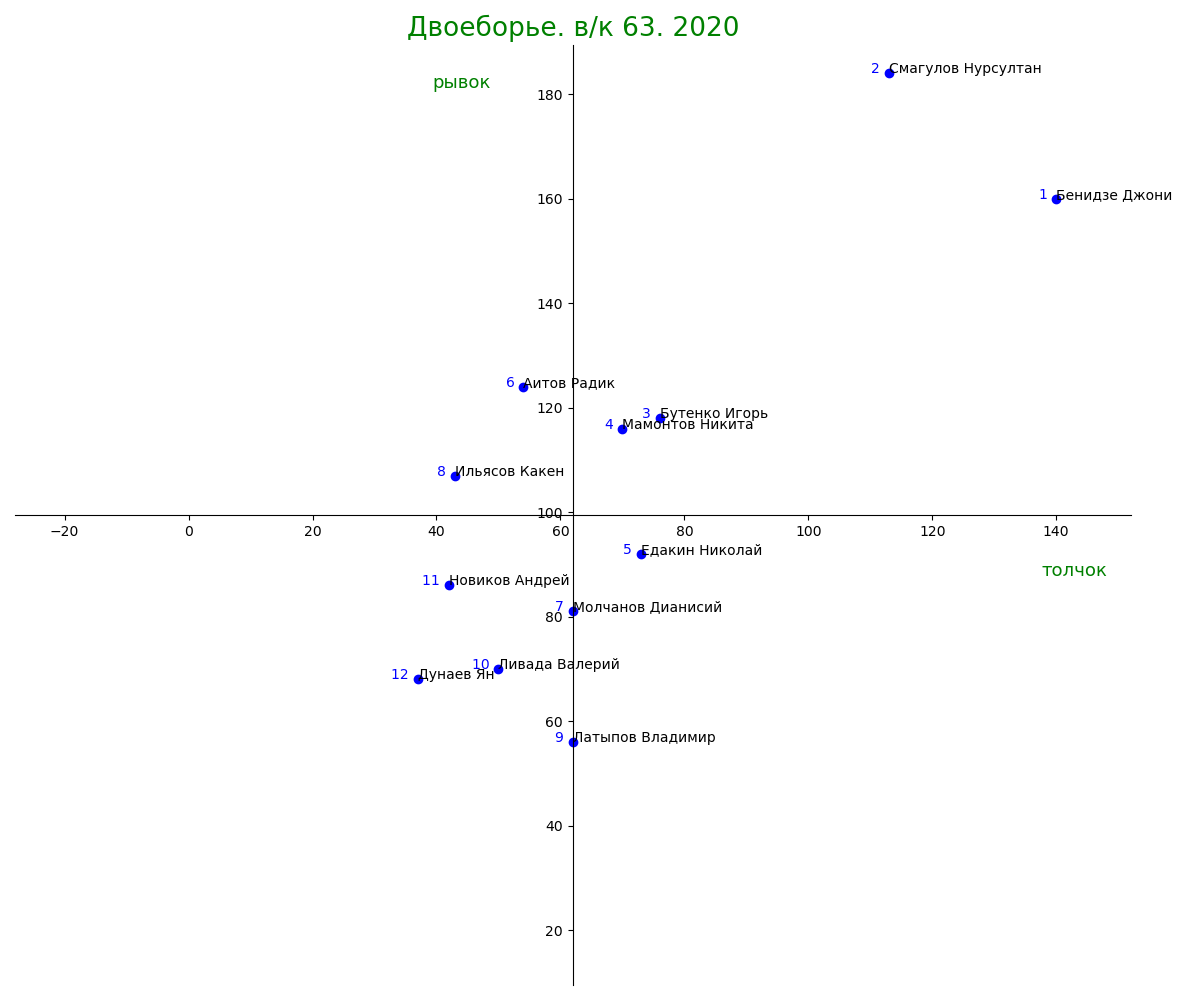 Двоеборье. в/к 63. 2020
рывок
2 Смагулов Нурсултан
180
1 Бенидзе Джони
160
140
6 Аитов Радик
120
3 Бутенко Игорь
4 Мамонтов Никита
8 Ильясов Какен
100
−20 0 20 40 60 80 100 120 140
5 Едакин Николай
толчок
11 Новиков Андрей
7 Молчанов Дианисий
80
10 Ливада Валерий
12 Дунаев Ян
60
9 Латыпов Владимир
40
20